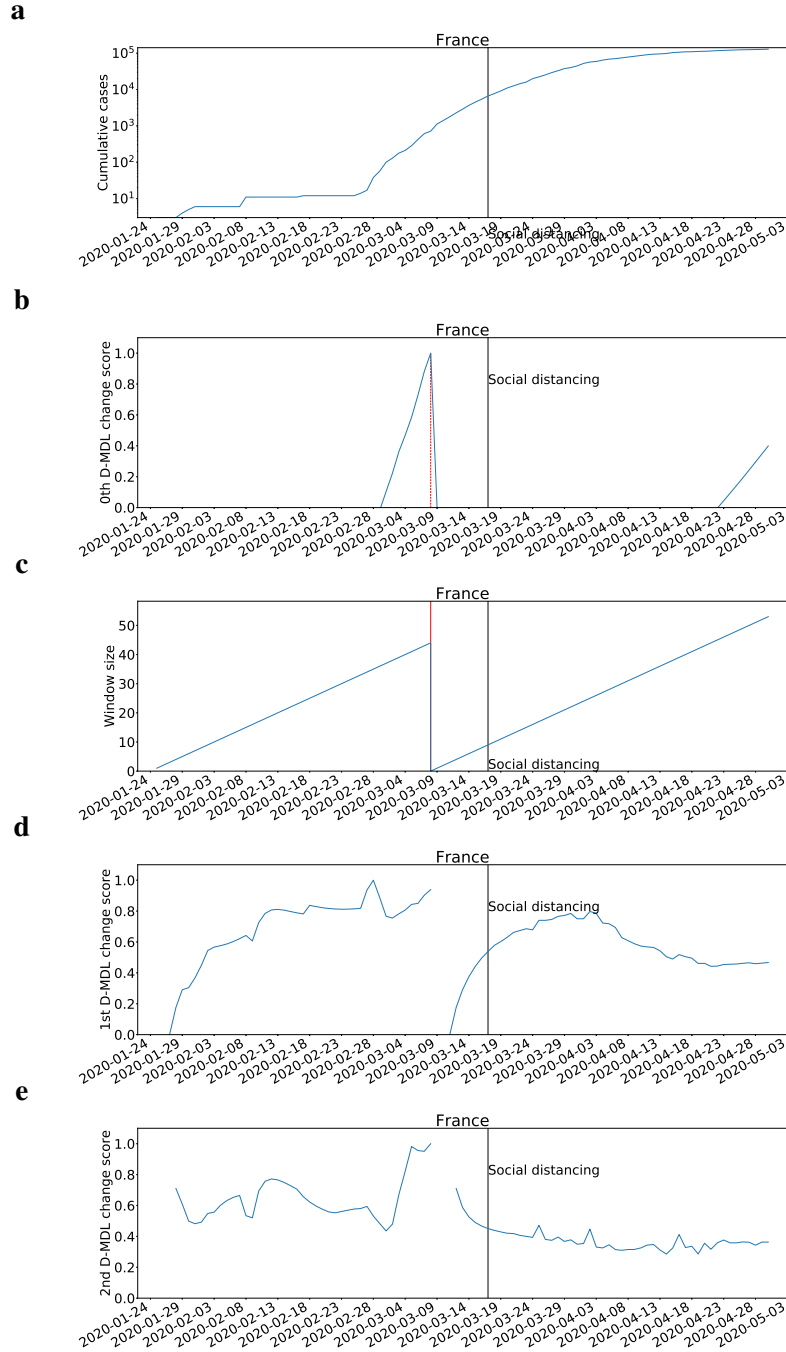 a
France
Cumulative cases
10^5
10^4
10^3
10^2
10^1
Social distancing
2020-01-24 2020-01-29 2020-02-03 2020-02-08 2020-02-13 2020-02-18 2020-02-23 2020-02-28 2020-03-04 2020-03-09 2020-03-14 2020-03-19 2020-03-24 2020-03-29 2020-04-03 2020-04-08 2020-04-13 2020-04-18 2020-04-23 2020-04-28 2020-05-03
b
France
0th D-MDL change score
1.0
0.8
0.6
0.4
0.2
0.0
Social distancing
2020-01-24 2020-01-29 2020-02-03 2020-02-08 2020-02-13 2020-02-18 2020-02-23 2020-02-28 2020-03-04 2020-03-09 2020-03-14 2020-03-19 2020-03-24 2020-03-29 2020-04-03 2020-04-08 2020-04-13 2020-04-18 2020-04-23 2020-04-28 2020-05-03
c
France
Window size
50
40
30
20
10
0
Social distancing
2020-01-24 2020-01-29 2020-02-03 2020-02-08 2020-02-13 2020-02-18 2020-02-23 2020-02-28 2020-03-04 2020-03-09 2020-03-14 2020-03-19 2020-03-24 2020-03-29 2020-04-03 2020-04-08 2020-04-13 2020-04-18 2020-04-23 2020-04-28 2020-05-03
d
France
1st D-MDL change score
1.0
0.8
0.6
0.4
0.2
0.0
Social distancing
2020-01-24 2020-01-29 2020-02-03 2020-02-08 2020-02-13 2020-02-18 2020-02-23 2020-02-28 2020-03-04 2020-03-09 2020-03-14 2020-03-19 2020-03-24 2020-03-29 2020-04-03 2020-04-08 2020-04-13 2020-04-18 2020-04-23 2020-04-28 2020-05-03
e
France
2nd D-MDL change score
1.0
0.8
0.6
0.4
0.2
0.0
Social distancing
2020-01-24 2020-01-29 2020-02-03 2020-02-08 2020-02-13 2020-02-18 2020-02-23 2020-02-28 2020-03-04 2020-03-09 2020-03-14 2020-03-19 2020-03-24 2020-03-29 2020-04-03 2020-04-08 2020-04-13 2020-04-18 2020-04-23 2020-04-28 2020-05-03